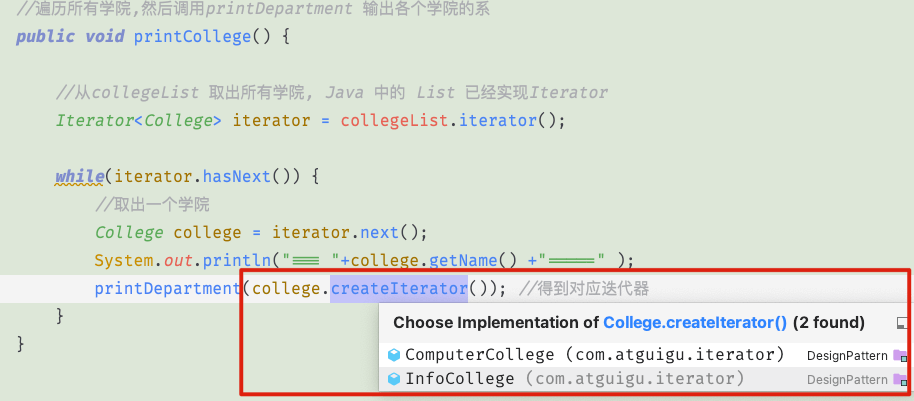 //遍历所有学院,然后调用printDepartment 输出各个学院的系
public void printCollege() {
//从collegeList 取出所有学院, Java 中的 List 已经实现Iterator
Iterator<College> iterator = collegeList.iterator();
while(iterator.hasNext()) {
//取出一个学院
College college = iterator.next();
System.out.println("=== "+college.getName() +"=====" );
printDepartment(college.createIterator()); //得到对应迭代器
}
}
Choose Implementation of College.createIterator() (2 found)
ComputerCollege (com.atguigu.iterator) DesignPattern
InfoCollege (com.atguigu.iterator) DesignPattern